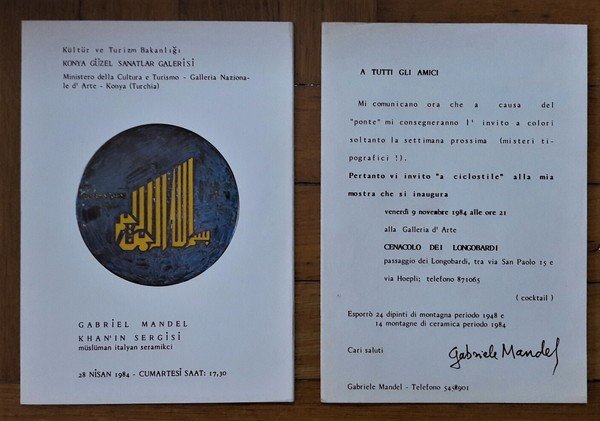 Kültür ve Turizm Bakanlığı
KONYA GÜZEL SANATLAR GALERİSİ
Ministero della Cultura e Turismo - Galleria Naziona-
le d' Arte - Konya (Turchia)
GABRİEL MANDEL
KHAN'IN SERGİSİ
müslüman italyan seramikci
28 NİSAN 1984 - CUMARTESİ SAAT: 17,30
A TUTTI GLI AMICI
Mi comunicano ora che a causa del
"ponte" mi consegneranno l' invito a colori
soltanto la settimana prossima (misteri ti-
pografici !).
Pertanto vi invito "a ciclostile" alla mia
mostra che si inaugura
venerdì 9 novembre 1984 alle ore 21
alla Galleria d' Arte
CENACOLO DEI LONGOBARDI
passaggio dei Longobardi, tra via San Paolo 15 e
via Hoepli; telefono 871065
(cocktail)
Esporrò 24 dipinti di montagna periodo 1948 e
14 montagne di ceramica periodo 1984
Cari saluti
Gabriele Mandel
Gabriele Mandel - Telefono 5458901